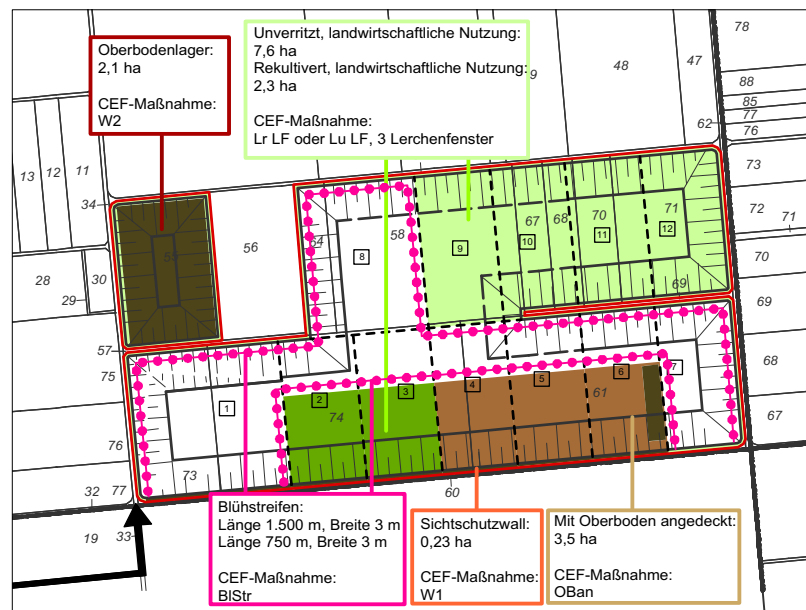 Oberbodenlager:
2,1 ha
CEF-Maßnahme:
W2
Unverritzt, landwirtschaftliche Nutzung:
7,6 ha
Rekultivert, landwirtschaftliche Nutzung:
2,3 ha
CEF-Maßnahme:
Lr LF oder Lu LF, 3 Lerchenfenster
9
48
47
78
88
85
77
76
62
13
12
11
34
73
72
71
70
69
68
67
28
29
30
57
75
76
77
32
19
33
55
56
64
58
67
68
70
71
69
8
9
10
11
12
1
2
3
4
5
6
7
74
61
73
60
Blühstreifen:
Länge 1.500 m, Breite 3 m
Länge 750 m, Breite 3 m
CEF-Maßnahme:
BlStr
Sichtschutzwall:
0,23 ha
CEF-Maßnahme:
W1
Mit Oberboden angedeckt:
3,5 ha
CEF-Maßnahme:
OBan